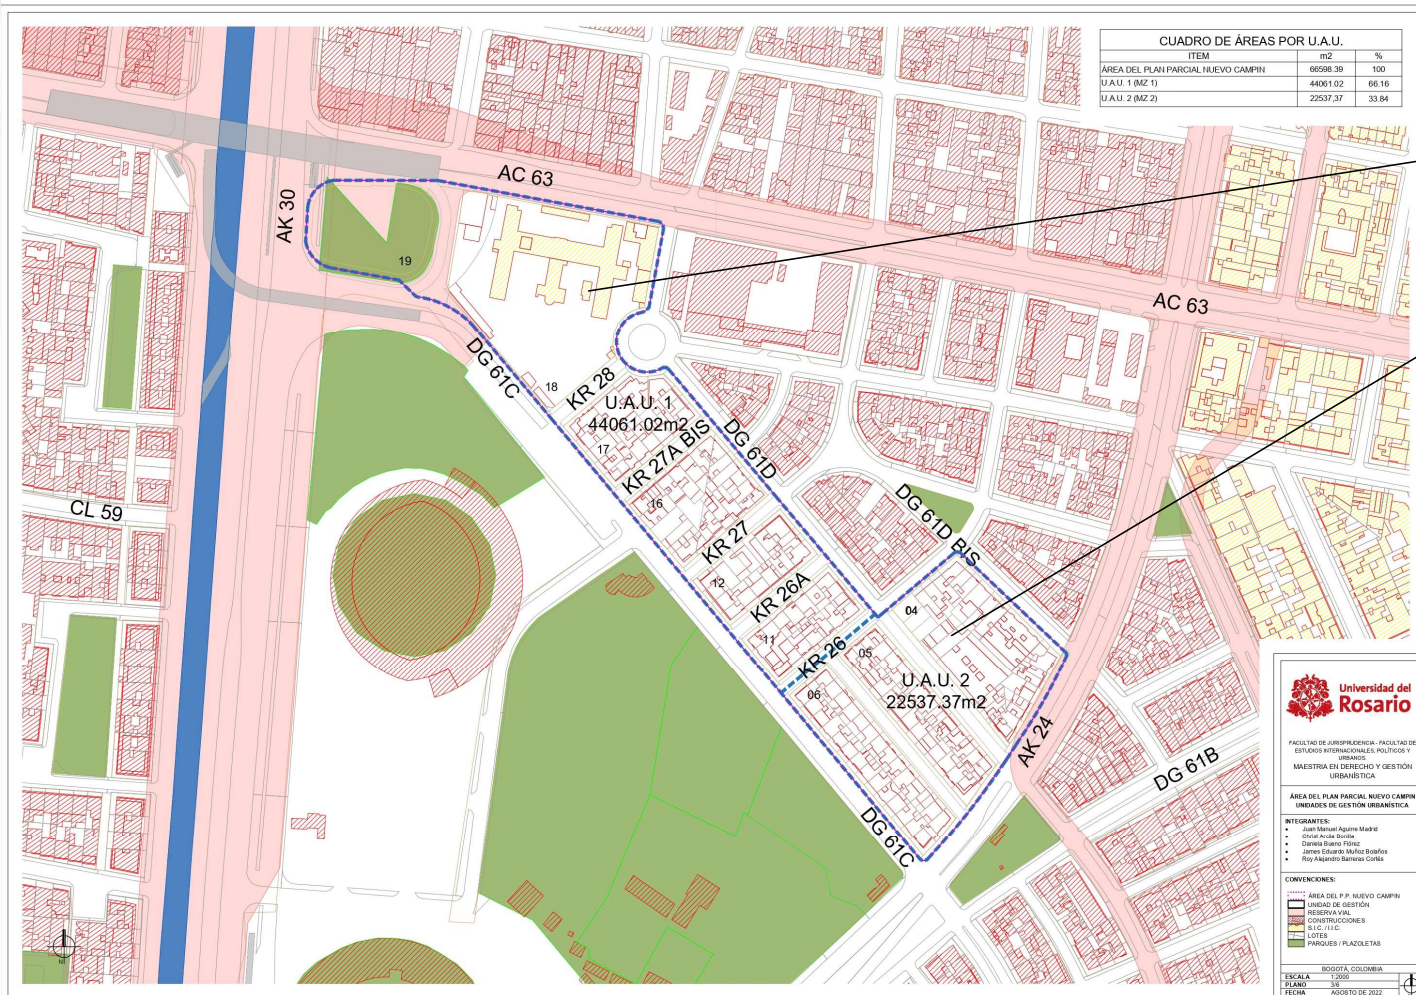 CUADRO DE ÁREAS POR U.A.U.
ITEM m2 %
ÁREA DEL PLAN PARCIAL NUEVO CAMPIN 66598.39 100
U.A.U. 1 (MZ 1) 44061.02 66.16
U.A.U. 2 (MZ 2) 22537,37 33.84
AC 63
AK 30
19
AC 63
DG 61C
18
KR 28
U.A.U. 1
44061.02m2
17
KR 27A BIS
DG 61D
16
CL 59
DG 61D BIS
KR 27
12
KR 26A
04
11
KR 26
05
06
U.A.U. 2
22537.37m2
AK 24
DG 61B
DG 61C
N
Universidad del
Rosario
FACULTAD DE JURISPRUDENCIA - FACULTAD DE
ESTUDIOS INTERNACIONALES, POLÍTICOS Y
URBANOS.
MAESTRIA EN DERECHO Y GESTIÓN
URBANÍSTICA
ÁREA DEL PLAN PARCIAL NUEVO CAMPIN
UNIDADES DE GESTIÓN URBANÍSTICA
INTEGRANTES:
• Juan Manuel Aguirre Madrid
• Daniela Bueno Flórez
• James Eduardo Muñoz Bolaños
• Roy Alejandro Barreras Cortés
CONVENCIONES:
ÁREA DEL P.P. NUEVO CAMPIN
UNIDAD DE GESTIÓN
RESERVA VIAL
CONSTRUCCIONES
S.I.C. / I.I.C.
LOTES
PARQUES / PLAZOLETAS
BOGOTÁ, COLOMBIA
ESCALA 1:2000
PLANO 3/6
FECHA AGOSTO DE 2022